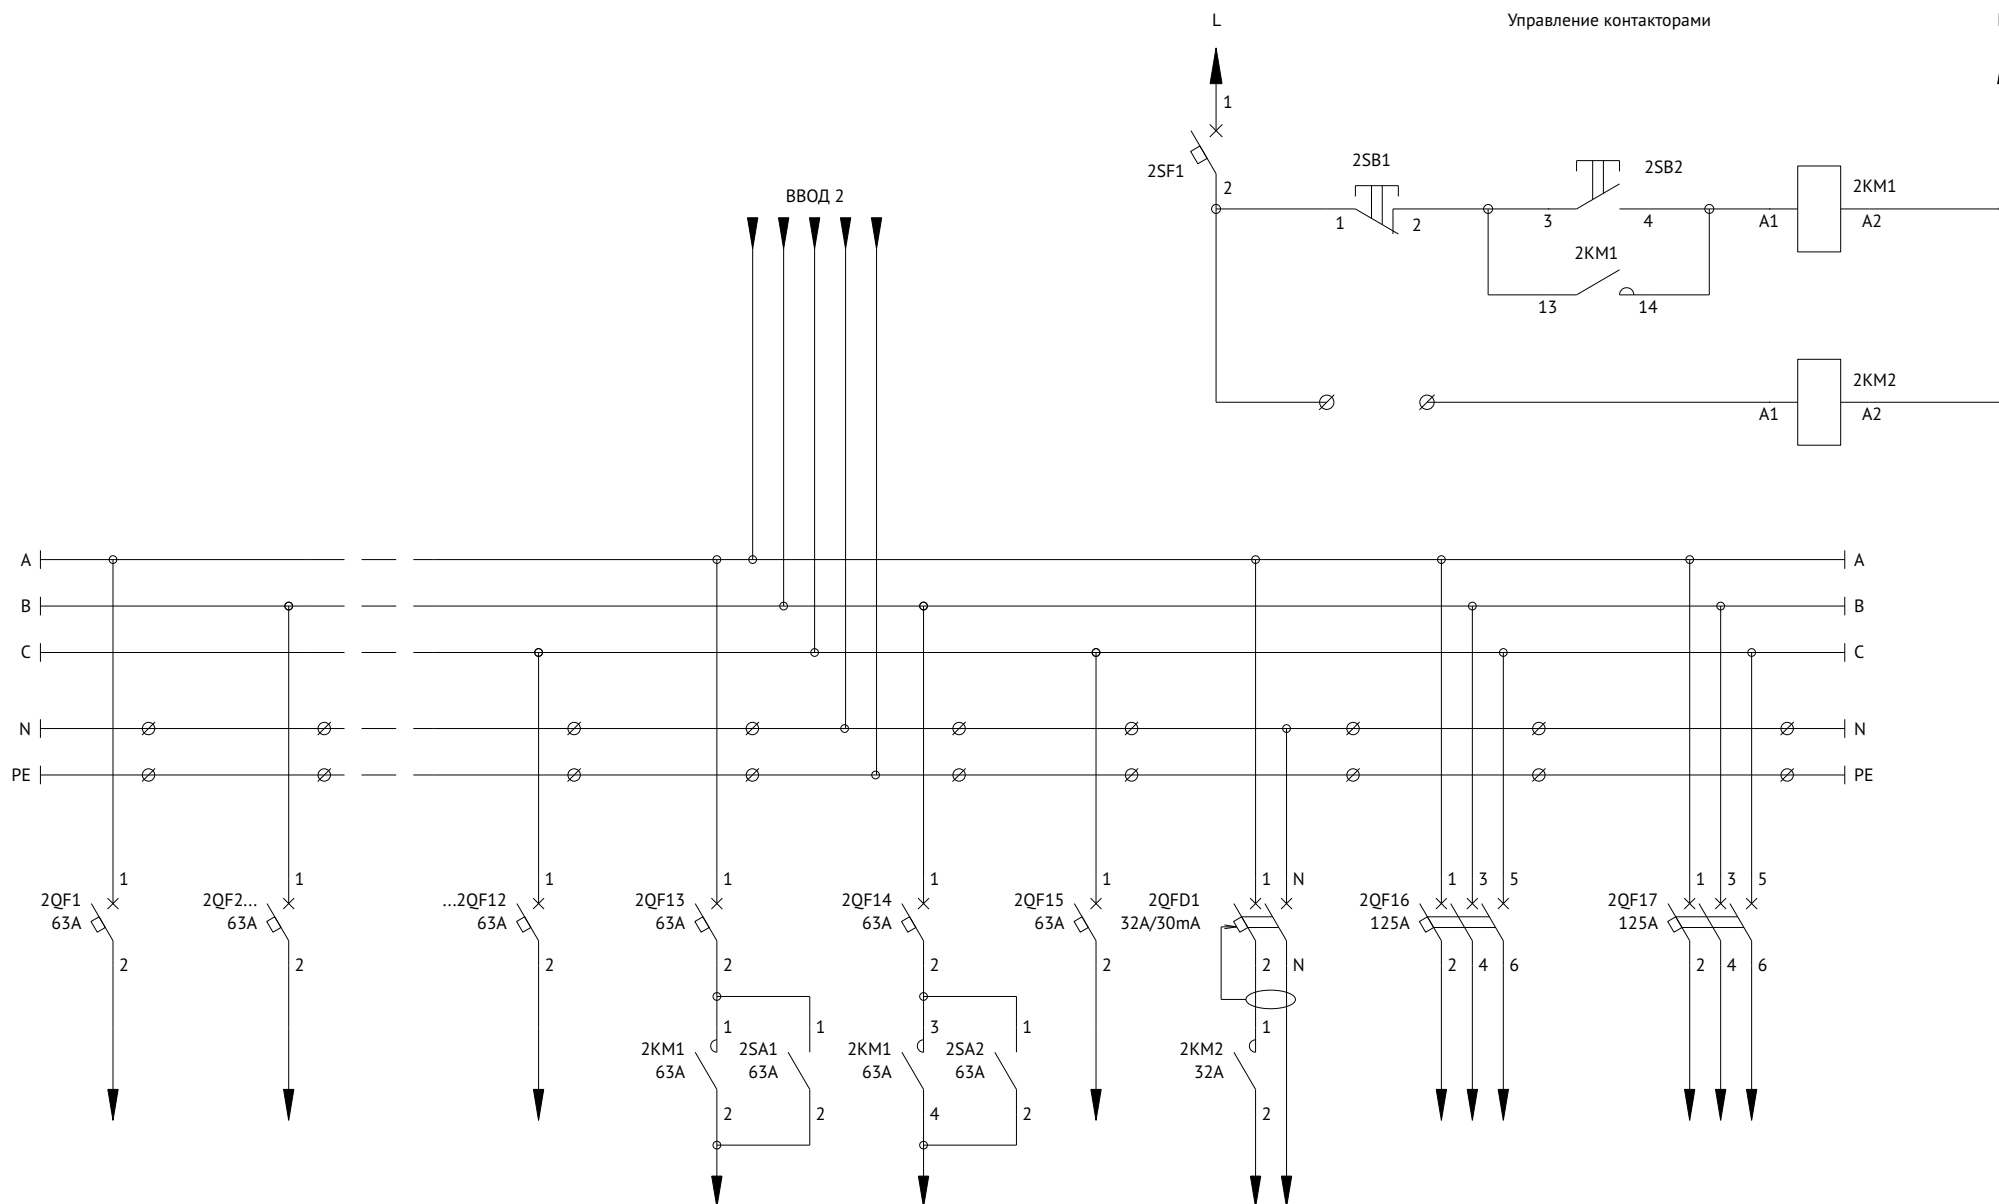 L
Управление контакторами
1
2SF1
2
2SB1
1
2
2SB2
3
4
2KM1
13
14
2KM1
A1
A2
2KM2
A1
A2
ВВОД 2
A
A
B
B
C
C
N
N
PE
PE
1
2QF1
63A
2
1
2QF2...
63A
2
1
...2QF12
63A
2
1
2QF13
63A
2
1
2KM1
63A
2
1
2SA1
63A
2
1
2QF14
63A
2
3
2KM1
63A
4
1
2SA2
63A
2
1
2QF15
63A
2
1
N
2QFD1
32A/30mA
2
N
1
2KM2
32A
2
1
3
5
2QF16
125A
2
4
6
1
3
5
2QF17
125A
2
4
6